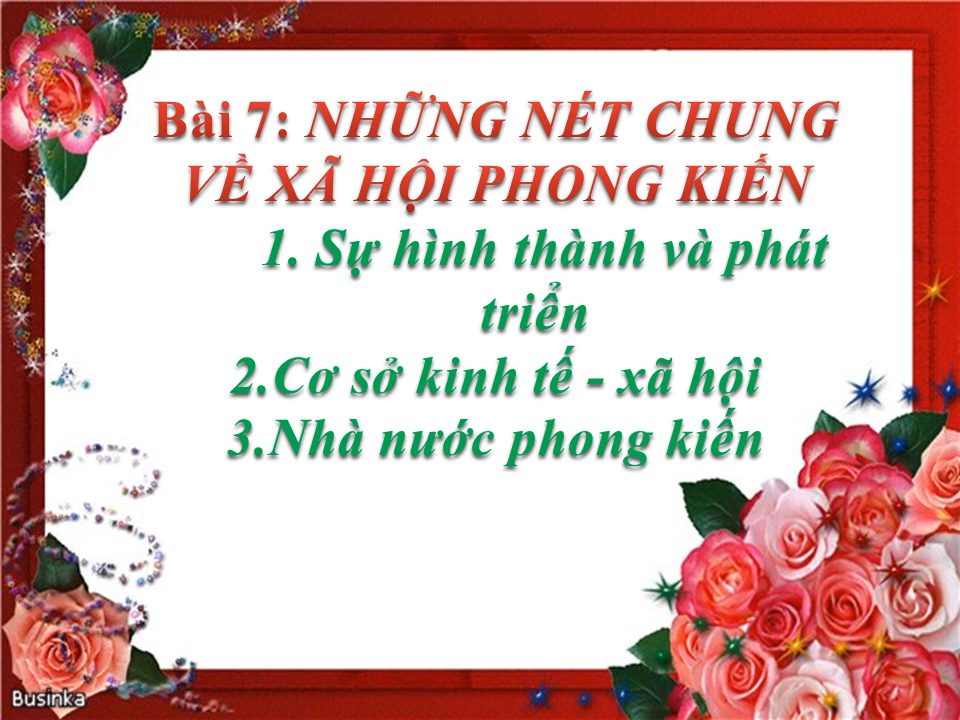 Bài 7: NHỮNG NÉT CHUNG
VỀ XÃ HỘI PHONG KIẾN
1. Sự hình thành và phát
triển
2.Cơ sở kinh tế - xã hội
3.Nhà nước phong kiến
Businka